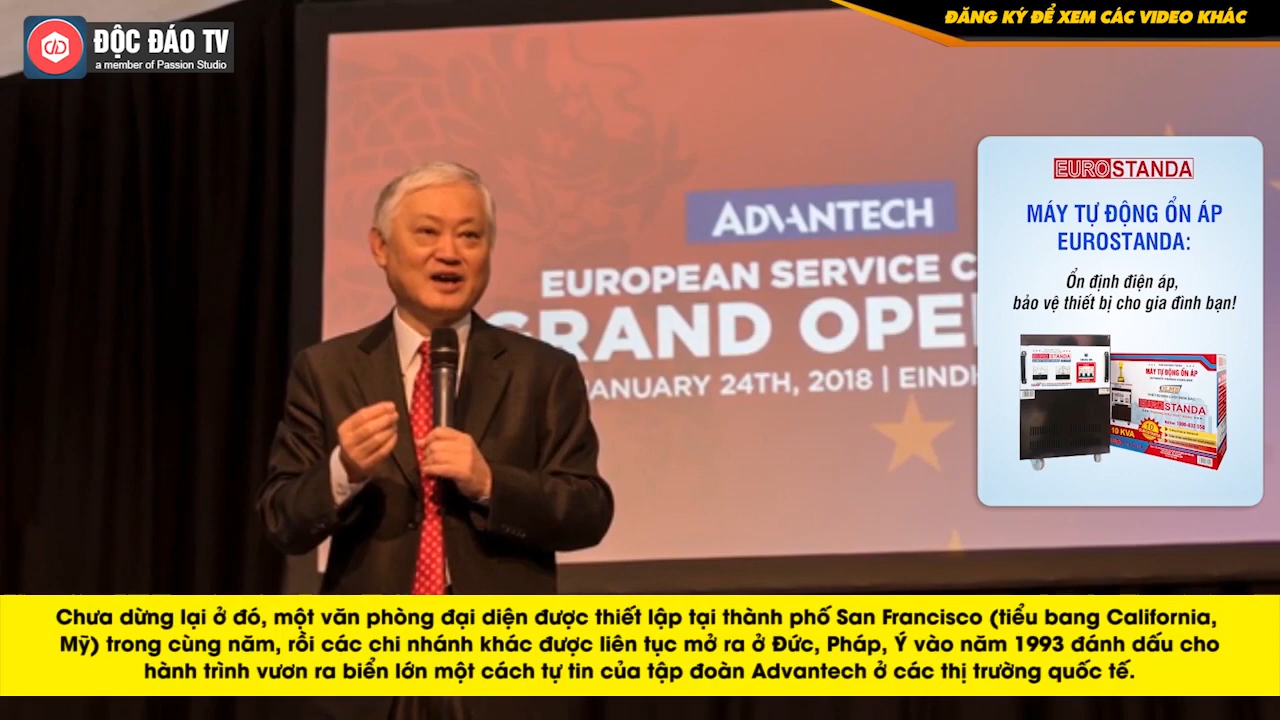 ĐỘC ĐÁO TV
a member of Passion Studio
ĐĂNG KÝ ĐỂ XEM CÁC VIDEO KHÁC
ADVANTECH
EUROPEAN SERVICE C
GRAND OPE
JANUARY 24TH, 2018 | EINDH
EUROSTANDA
MÁY TỰ ĐỘNG ỔN ÁP
EUROSTANDA:
Ổn định điện áp,
bảo vệ thiết bị cho gia đình bạn!
EUROSTANDA
MÁY TỰ ĐỘNG ỔN ÁP
EUROSTANDA
10 KVA
10
Chưa dừng lại ở đó, một văn phòng đại diện được thiết lập tại thành phố San Francisco (tiểu bang California,
Mỹ) trong cùng năm, rồi các chi nhánh khác được liên tục mở ra ở Đức, Pháp, Ý vào năm 1993 đánh dấu cho
hành trình vươn ra biển lớn một cách tự tin của tập đoàn Advantech ở các thị trường quốc tế.